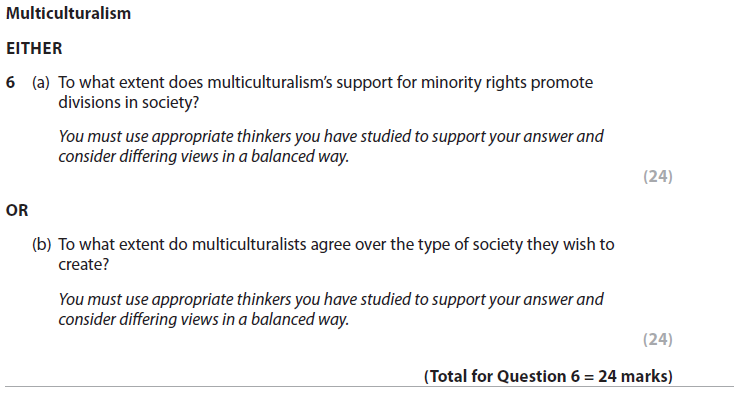 Multiculturalism
EITHER
6 (a) To what extent does multiculturalism’s support for minority rights promote
divisions in society?
You must use appropriate thinkers you have studied to support your answer and
consider differing views in a balanced way.
(24)
OR
(b) To what extent do multiculturalists agree over the type of society they wish to
create?
You must use appropriate thinkers you have studied to support your answer and
consider differing views in a balanced way.
(24)
(Total for Question 6 = 24 marks)